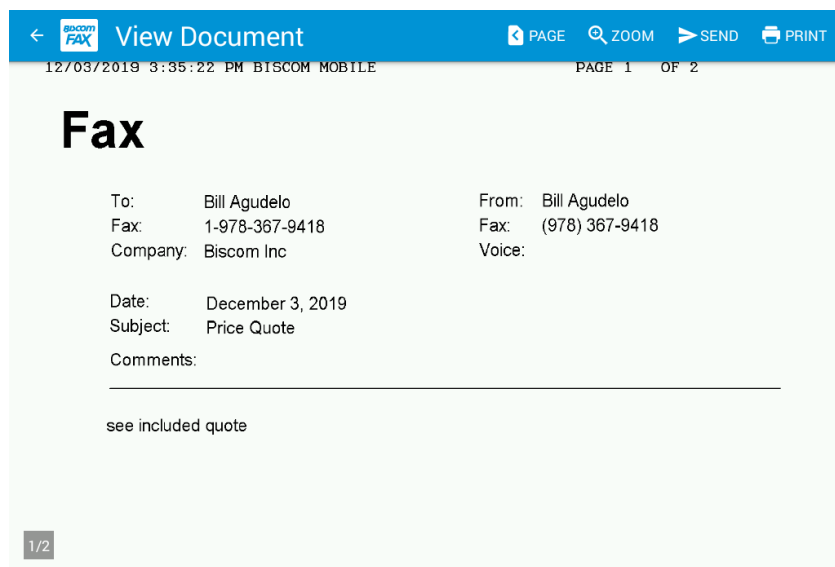 BISCOM FAX View Document PAGE ZOOM SEND PRINT
12/03/2019 3:35:22 PM BISCOM MOBILE PAGE 1 OF 2
Fax
To: Bill Agudelo From: Bill Agudelo
Fax: 1-978-367-9418 Fax: (978) 367-9418
Company: Biscom Inc Voice:
Date: December 3, 2019
Subject: Price Quote
Comments:
see included quote
1/2